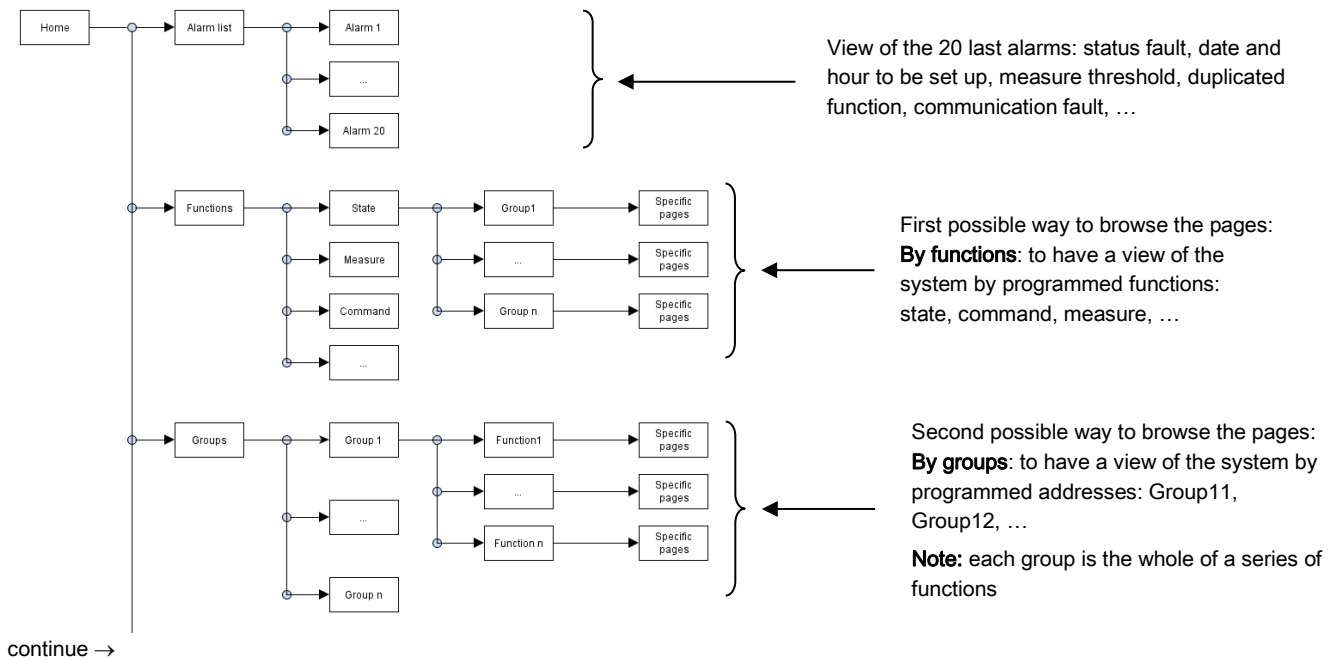 Home
Alarm list
Alarm 1
...
Alarm 20
View of the 20 last alarms: status fault, date and
hour to be set up, measure threshold, duplicated
function, communication fault, …
Functions
State
Group1
Specific
pages
Measure
...
Specific
pages
Command
Group n
Specific
pages
...
First possible way to browse the pages:
By functions: to have a view of the
system by programmed functions:
state, command, measure, …
Groups
Group 1
Function1
Specific
pages
...
...
Specific
pages
Function n
Specific
pages
Group n
Second possible way to browse the pages:
By groups: to have a view of the system by
programmed addresses: Group11,
Group12, …
Note: each group is the whole of a series of
functions
continue →